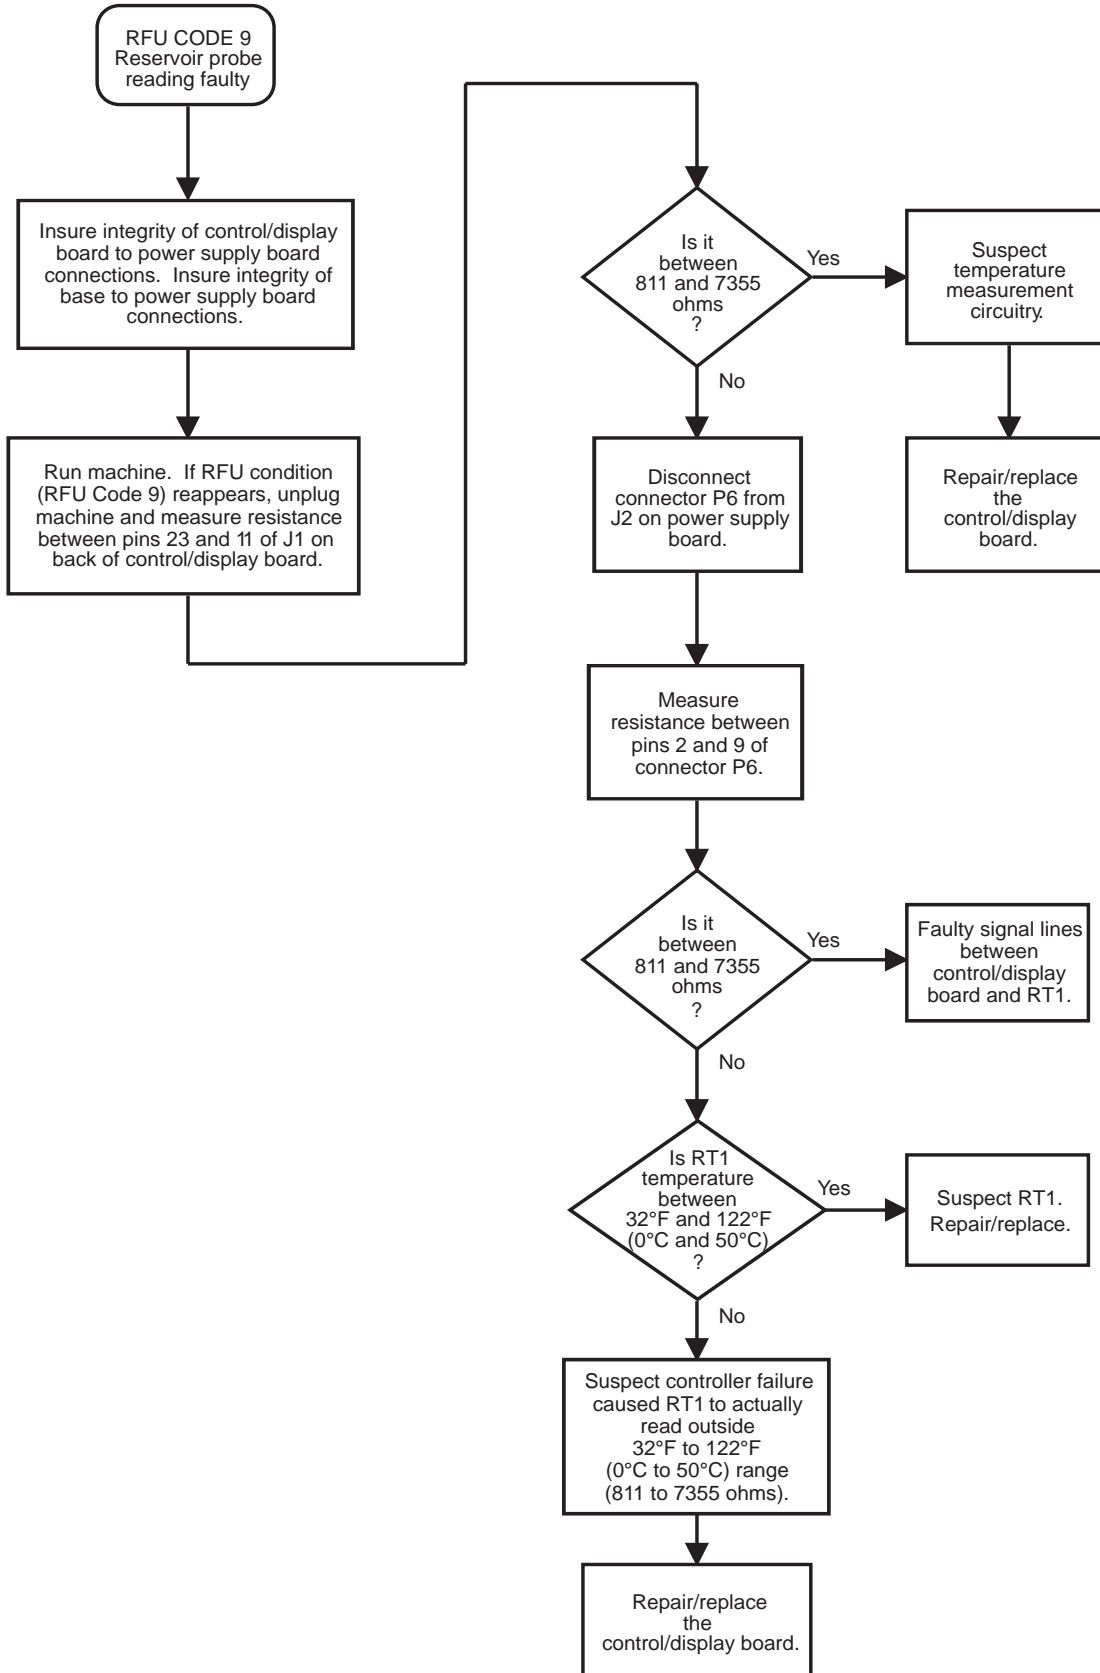 RFU CODE 9
Reservoir probe
reading faulty
Insure integrity of control/display
board to power supply board
connections.  Insure integrity of
base to power supply board
connections.
Run machine.  If RFU condition
(RFU Code 9) reappears, unplug
machine and measure resistance
between pins 23 and 11 of J1 on
back of control/display board.
Is it
between
811 and 7355
ohms
?
Yes
Suspect
temperature
measurement
circuitry.
Repair/replace
the
control/display
board.
No
Disconnect
connector P6 from
J2 on power supply
board.
Measure
resistance between
pins 2 and 9 of
connector P6.
Is it
between
811 and 7355
ohms
?
Yes
Faulty signal lines
between
control/display
board and RT1.
No
Is RT1
temperature
between
32°F and 122°F
(0°C and 50°C)
?
Yes
Suspect RT1.
Repair/replace.
No
Suspect controller failure
caused RT1 to actually
read outside
32°F to 122°F
(0°C to 50°C) range
(811 to 7355 ohms).
Repair/replace
the
control/display board.